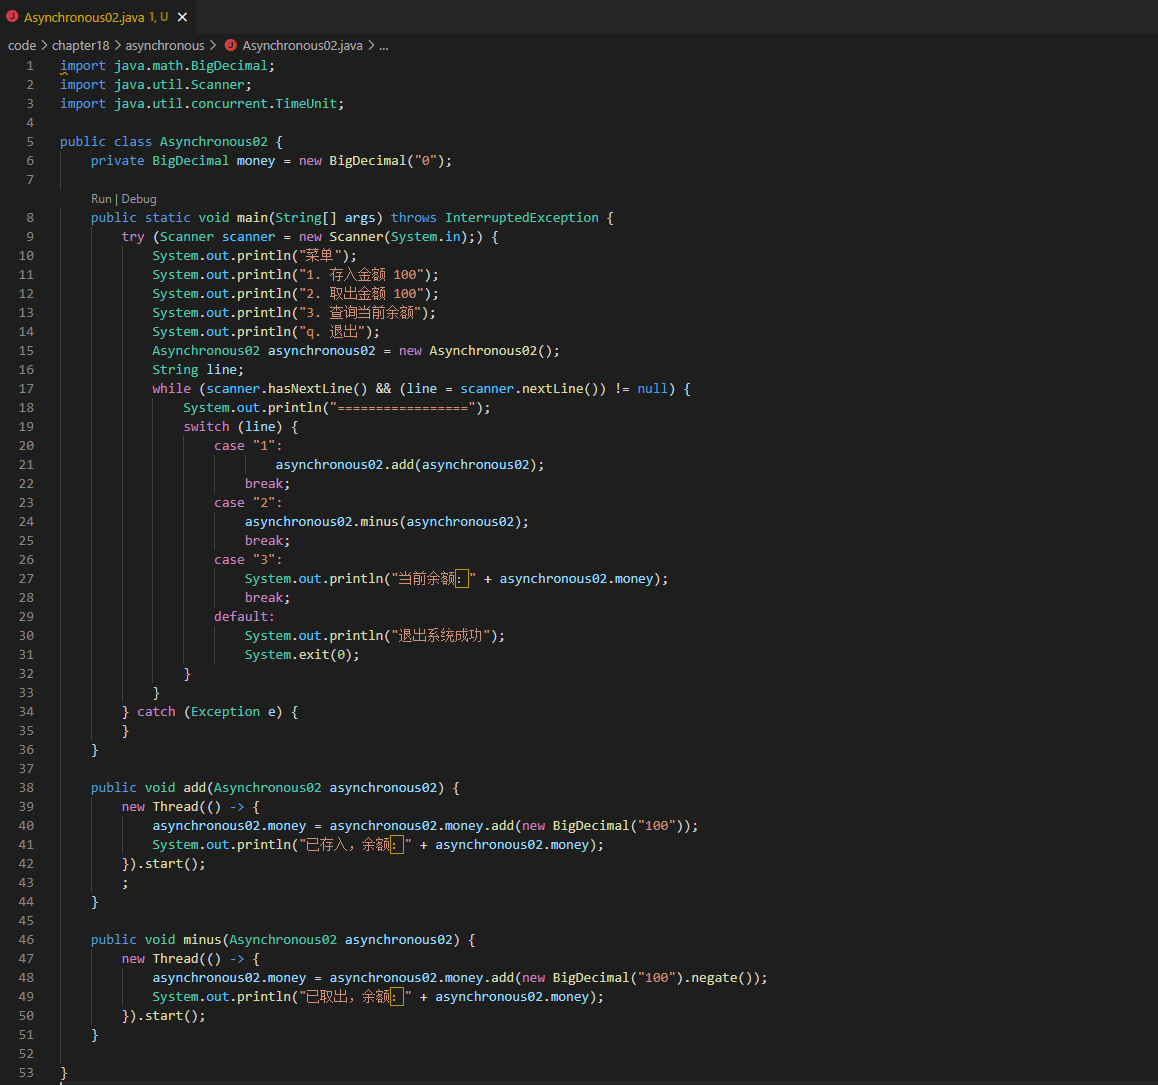 Asynchronous02.java 1, U
code > chapter18 > asynchronous > Asynchronous02.java > ...
1 import java.math.BigDecimal;
2 import java.util.Scanner;
3 import java.util.concurrent.TimeUnit;
4
5 public class Asynchronous02 {
6 private BigDecimal money = new BigDecimal("0");
7
Run | Debug
8 public static void main(String[] args) throws InterruptedException {
9 try (Scanner scanner = new Scanner(System.in);) {
10 System.out.println("菜单");
11 System.out.println("1. 存入金额 100");
12 System.out.println("2. 取出金额 100");
13 System.out.println("3. 查询当前余额");
14 System.out.println("q. 退出");
15 Asynchronous02 asynchronous02 = new Asynchronous02();
16 String line;
17 while (scanner.hasNextLine() && (line = scanner.nextLine()) != null) {
18 System.out.println("=================");
19 switch (line) {
20 case "1":
21 asynchronous02.add(asynchronous02);
22 break;
23 case "2":
24 asynchronous02.minus(asynchronous02);
25 break;
26 case "3":
27 System.out.println("当前余额：" + asynchronous02.money);
28 break;
29 default:
30 System.out.println("退出系统成功");
31 System.exit(0);
32 }
33 }
34 } catch (Exception e) {
35 }
36 }
37
38 public void add(Asynchronous02 asynchronous02) {
39 new Thread(() -> {
40 asynchronous02.money = asynchronous02.money.add(new BigDecimal("100"));
41 System.out.println("已存入，余额：" + asynchronous02.money);
42 }).start();
43 ;
44 }
45
46 public void minus(Asynchronous02 asynchronous02) {
47 new Thread(() -> {
48 asynchronous02.money = asynchronous02.money.add(new BigDecimal("100").negate());
49 System.out.println("已取出，余额：" + asynchronous02.money);
50 }).start();
51 }
52
53 }